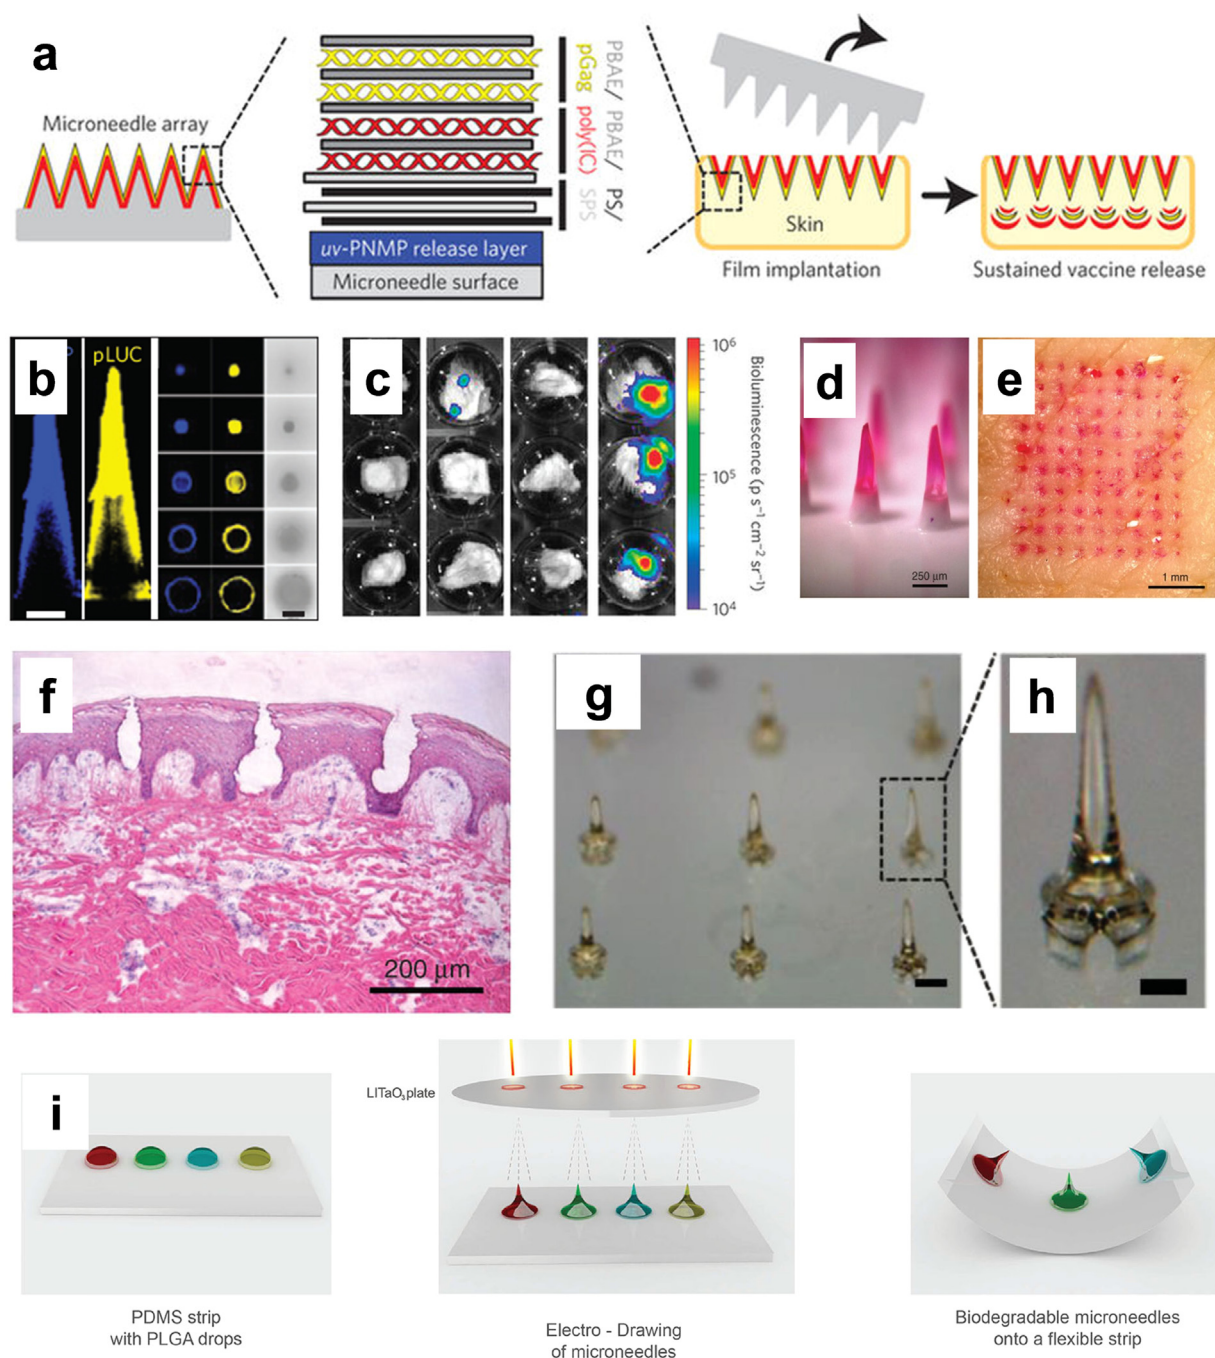 a
Microneedle array
PBAE/ PBAE/ PS/
pGag poly(IC) SPS
uv-PNMP release layer
Microneedle surface
Skin
Film implantation
Sustained vaccine release
b
P
pLUC
c
10⁶
10⁵
10⁴
Bioluminescence (p s⁻¹ cm⁻² sr⁻¹)
d
250 µm
e
1 mm
f
200 µm
g
h
i
LITaO₃plate
PDMS strip
with PLGA drops
Electro - Drawing
of microneedles
Biodegradable microneedles
onto a flexible strip